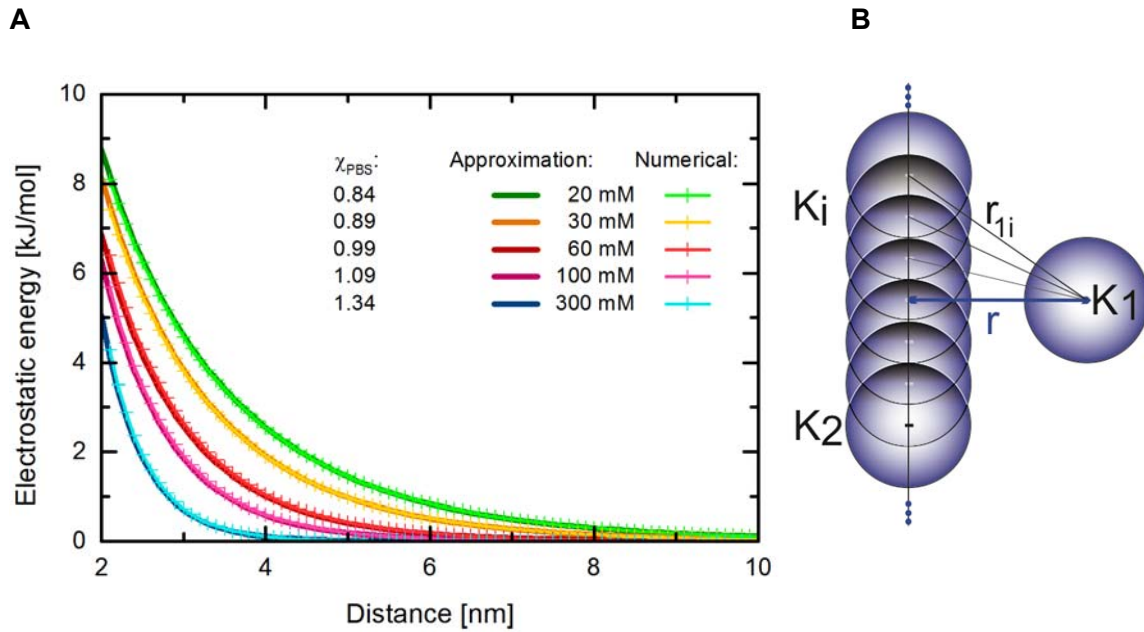 A
B
10
8
6
4
2
0
Electrostatic energy [kJ/mol]
χPBS: Approximation: Numerical:
0.84 20 mM
0.89 30 mM
0.99 60 mM
1.09 100 mM
1.34 300 mM
2 4 6 8 10
Distance [nm]
Ki
r1i
K1
r
K2